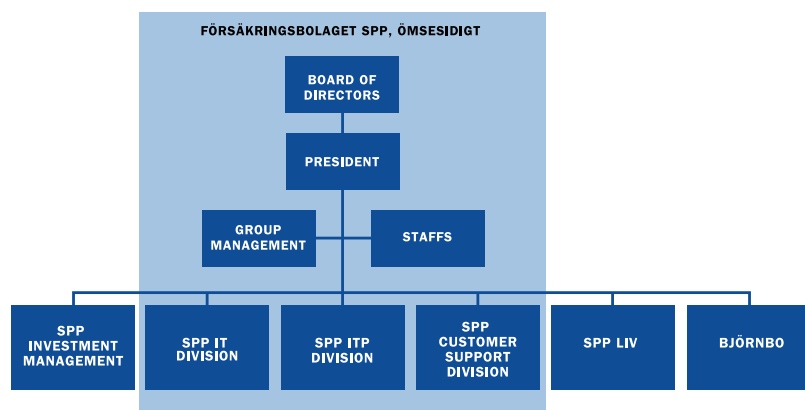 FÖRSÄKRINGSBOLAGET SPP, ÖMSESIDIGT
BOARD OF
DIRECTORS
PRESIDENT
GROUP
MANAGEMENT
STAFFS
SPP
INVESTMENT
MANAGEMENT
SPP IT
DIVISION
SPP ITP
DIVISION
SPP
CUSTOMER
SUPPORT
DIVISION
SPP LIV
BJÖRNBO